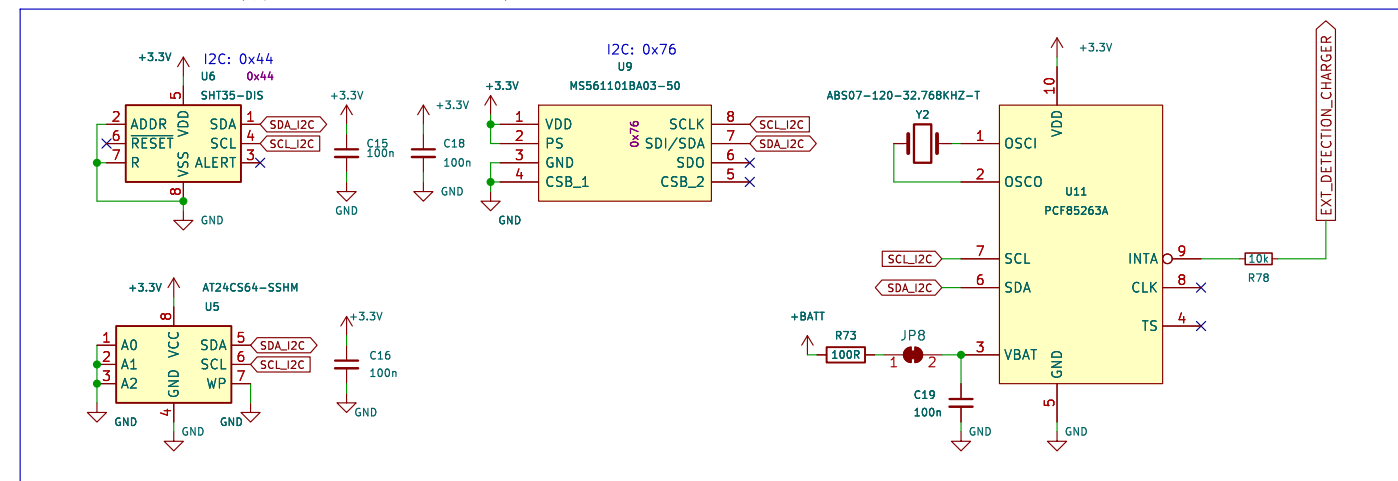 I2C: 0x44
+3.3V
U6
0x44
SHT35-DIS
5
VDD
2
ADDR
SDA
1
SDA_I2C
6
RESET
SCL
4
SCL_I2C
7
R
VSS
ALERT
3
8
GND
+3.3V
C15
100n
GND
+3.3V
C18
100n
GND
I2C: 0x76
U9
MS561101BA03-50
+3.3V
0x76
1
VDD
SCLK
8
SCL_I2C
2
PS
SDI/SDA
7
SDA_I2C
3
GND
SDO
6
4
CSB_1
CSB_2
5
GND
+3.3V
AT24CS64-SSHM
U5
8
VCC
1
A0
SDA
5
SDA_I2C
2
A1
SCL
6
SCL_I2C
3
A2
GND
WP
7
4
GND
GND
GND
+3.3V
C16
100n
GND
+3.3V
ABS07-120-32.768KHZ-T
Y2
10
VDD
1
OSCI
2
OSCO
U11
PCF85263A
7
SCL
SCL_I2C
6
SDA
SDA_I2C
INTA
9
10k
R78
CLK
8
TS
4
EXT_DETECTION_CHARGER
+BATT
R73
100R
JP8
1
2
3
VBAT
GND
5
C19
100n
GND
GND